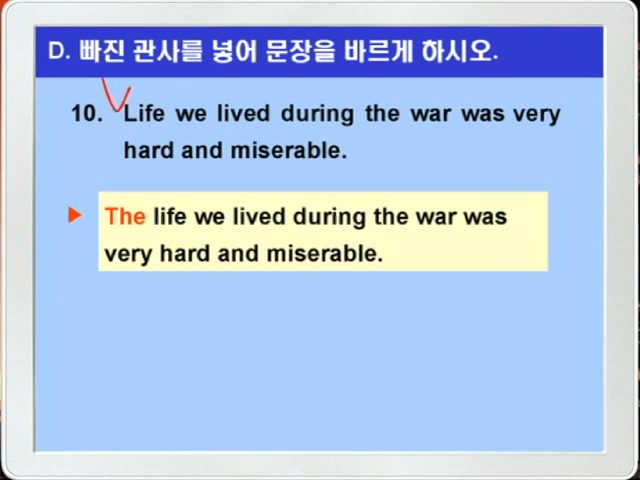 D. 빠진 관사를 넣어 문장을 바르게 하시오.
10. Life we lived during the war was very
hard and miserable.
The life we lived during the war was
very hard and miserable.